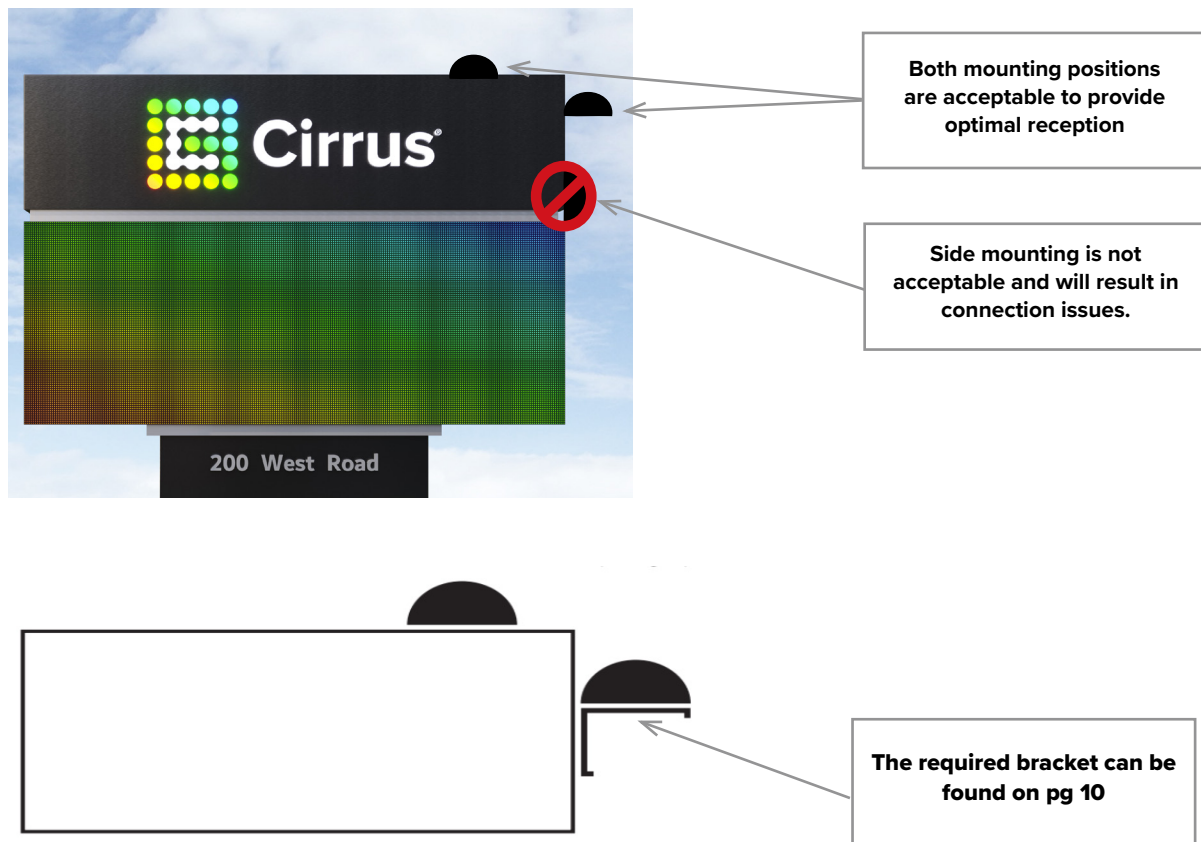 Both mounting positions
are acceptable to provide
optimal reception
Cirrus®
Side mounting is not
acceptable and will result in
connection issues.
200 West Road
The required bracket can be
found on pg 10